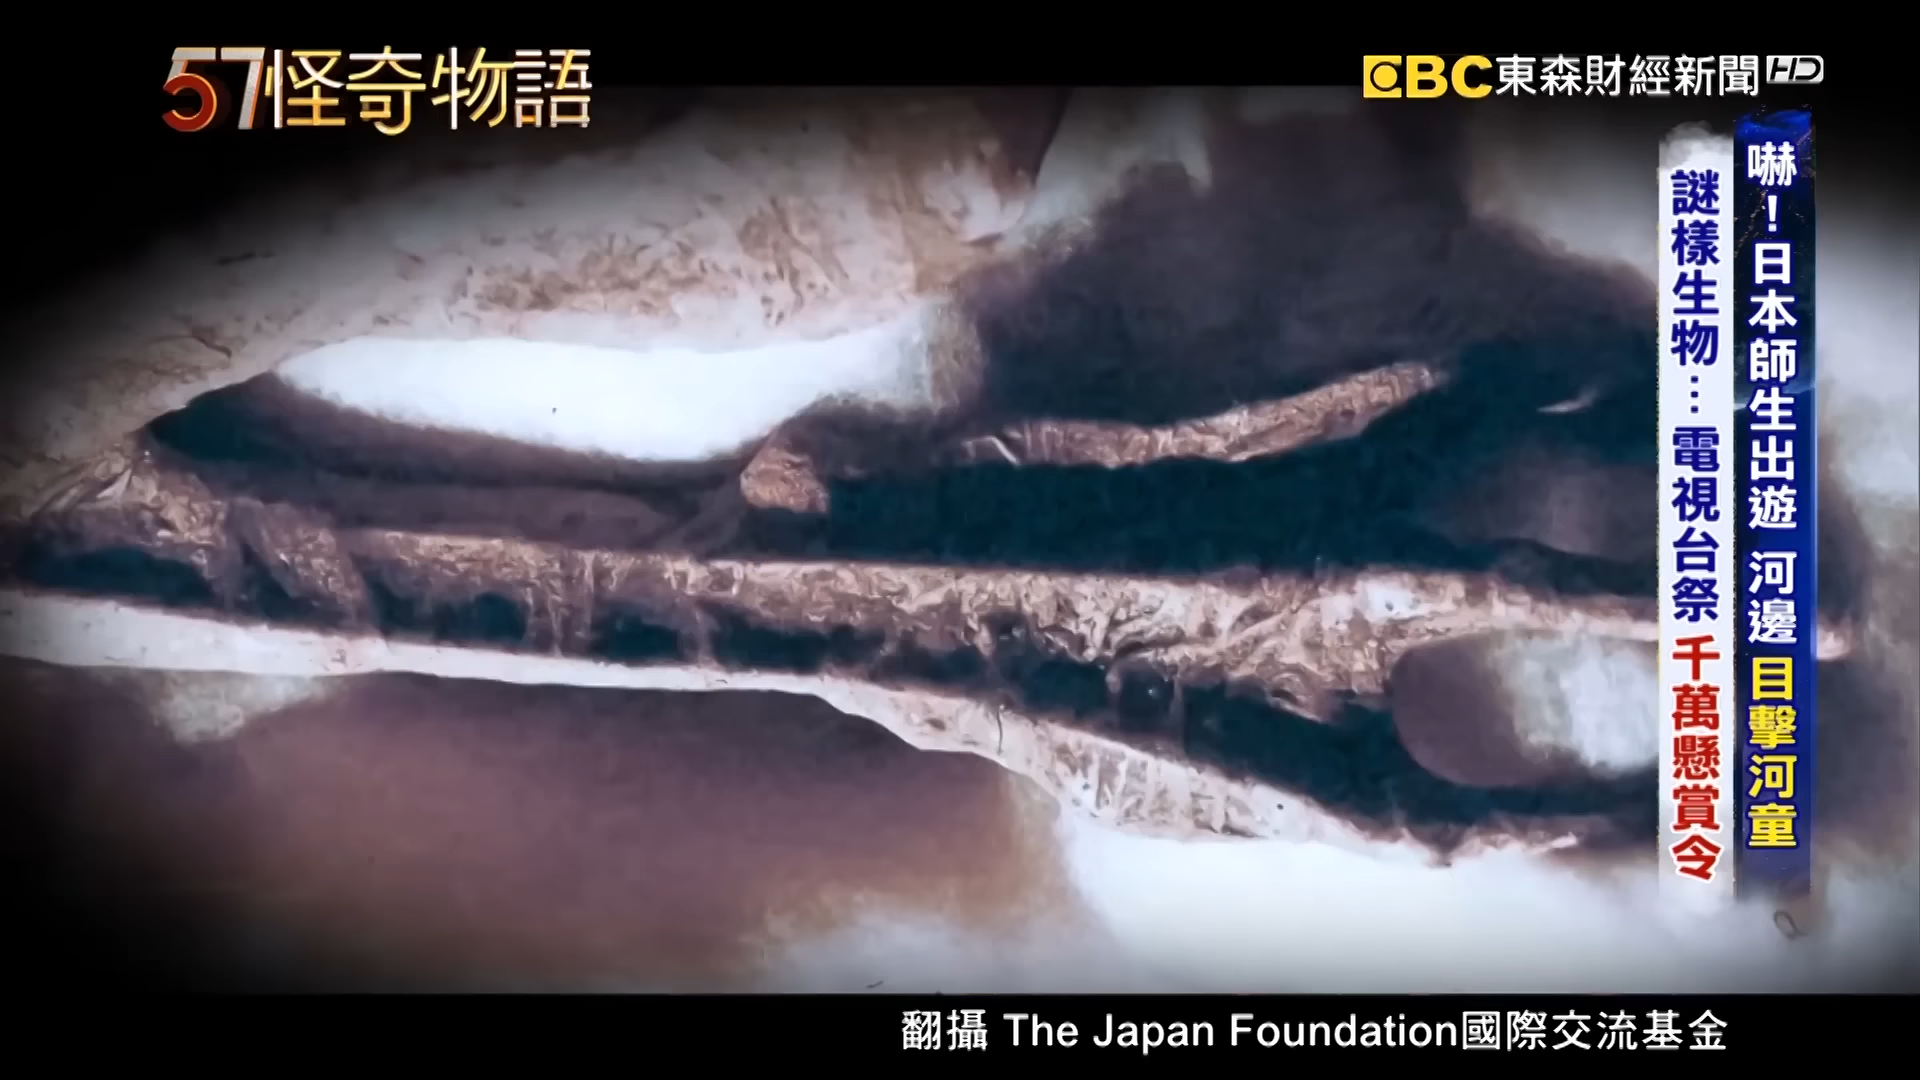 57怪奇物語
EBC東森財經新聞HD
嚇！日本師生出遊 河邊 目擊河童
謎樣生物…電視台祭 千萬懸賞令
翻攝 The Japan Foundation國際交流基金